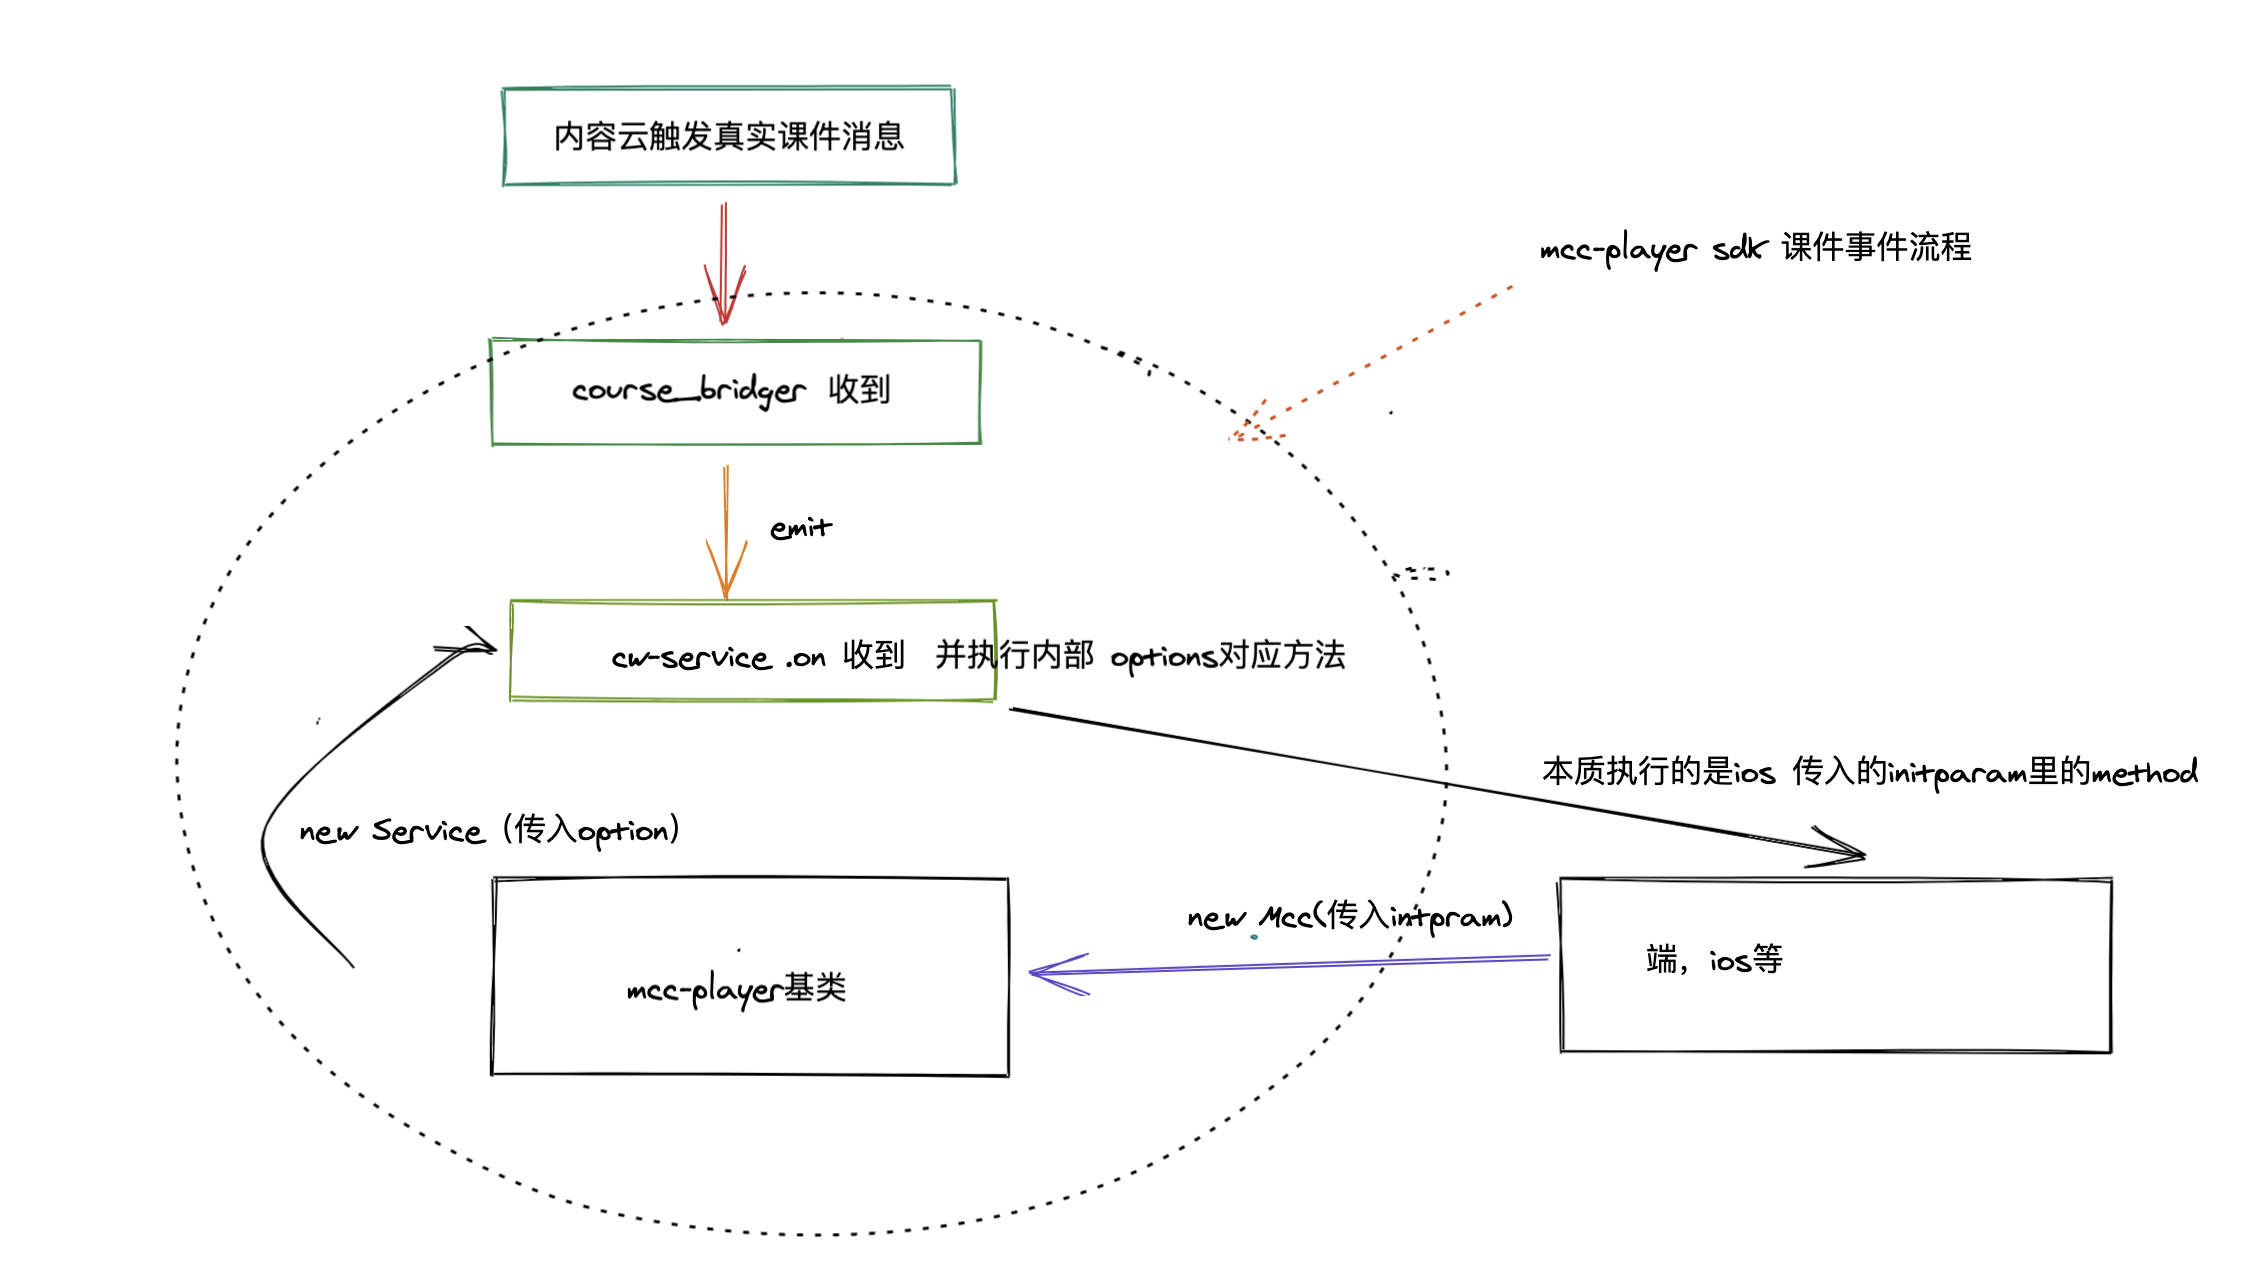 内容云触发真实课件消息
mcc-player sdk 课件事件流程
course_bridger 收到
emit
cw-service .on 收到 并执行内部 options对应方法
本质执行的是ios 传入的initparam里的method
new Service（传入option）
new Mcc(传入intpram)
端，ios等
mcc-player基类